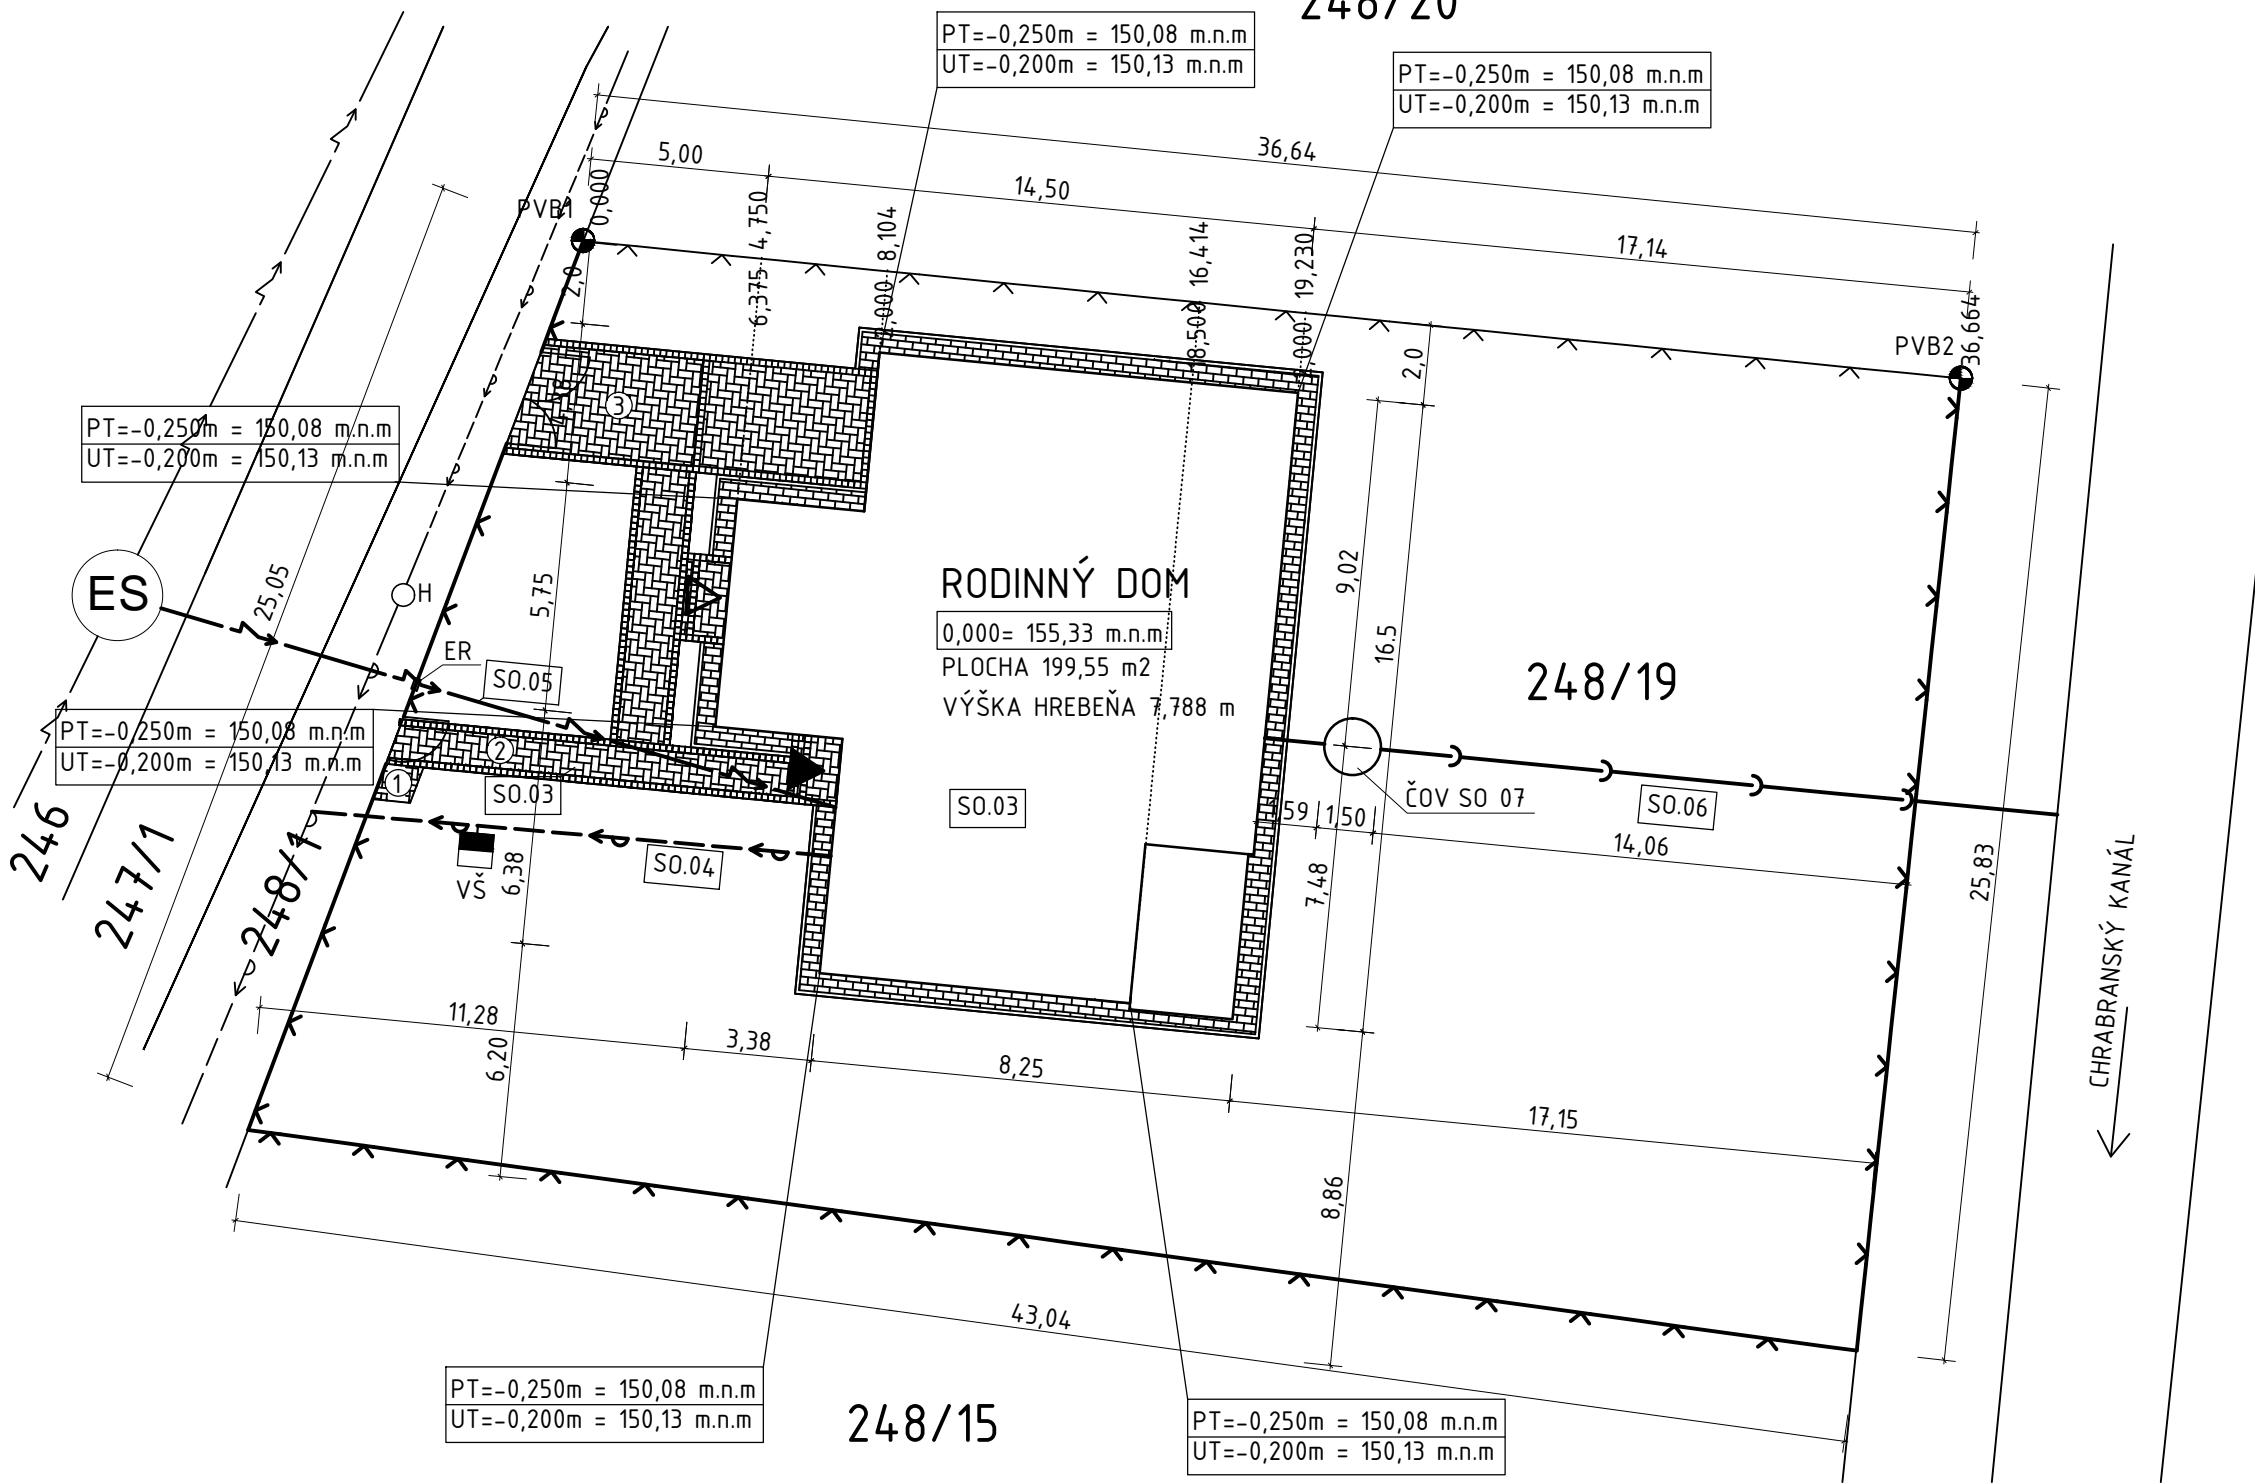 248/20
PT=-0,250m = 150,08 m.n.m
UT=-0,200m = 150,13 m.n.m
PT=-0,250m = 150,08 m.n.m
UT=-0,200m = 150,13 m.n.m
36,64
5,00
14,50
17,14
PVB1
0,000
6,375 4,750
8,104
16,414
19,230
36,664
PVB2
2,0
2,0
3
PT=-0,250m = 150,08 m.n.m
UT=-0,200m = 150,13 m.n.m
ES
25,05
H
5,75
ER
SO.05
RODINNÝ DOM
0,000= 155,33 m.n.m
PLOCHA 199,55 m2
VÝŠKA HREBEŇA 7,788 m
9,02
16.5
248/19
PT=-0,250m = 150,08 m.n.m
UT=-0,200m = 150,13 m.n.m
2
1
SO.03
SO.03
ČOV SO 07
SO.06
1,50
14,06
7,48
246
247/1
248/1
VŠ
6,38
SO.04
25,83
CHRABRANSKÝ KANÁL
11,28
3,38
8,25
17,15
6,20
8,86
43,04
PT=-0,250m = 150,08 m.n.m
UT=-0,200m = 150,13 m.n.m
248/15
PT=-0,250m = 150,08 m.n.m
UT=-0,200m = 150,13 m.n.m